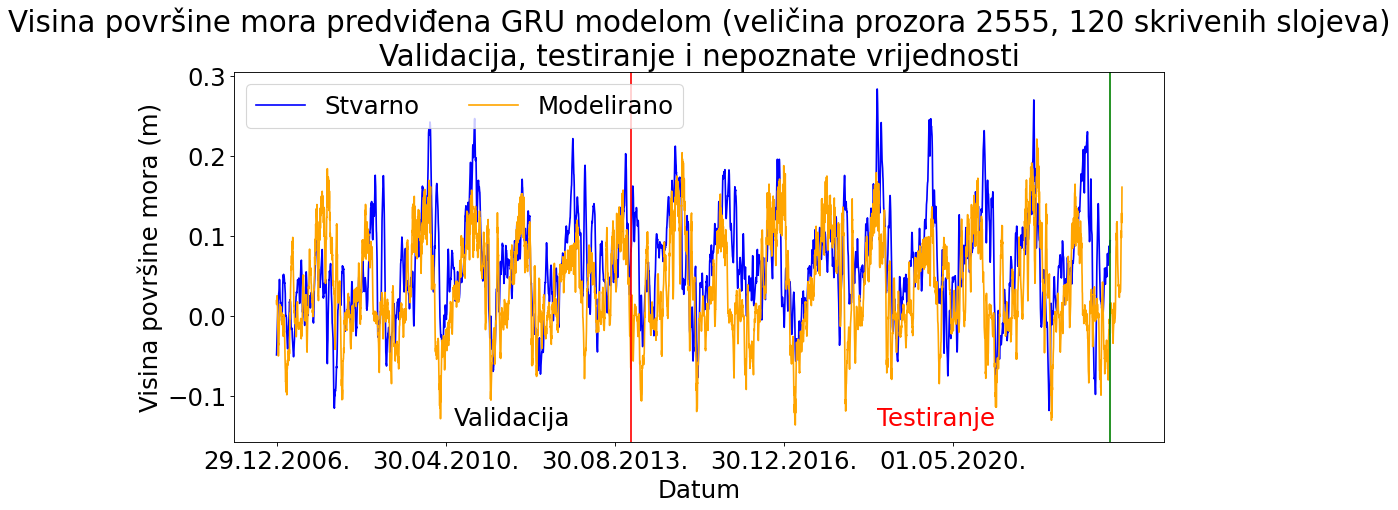 Visina površine mora predviđena GRU modelom (veličina prozora 2555, 120 skrivenih slojeva)
Validacija, testiranje i nepoznate vrijednosti
Stvarno
Modelirano
Visina površine mora (m)
0.3
0.2
0.1
0.0
−0.1
Validacija
Testiranje
29.12.2006.
30.04.2010.
30.08.2013.
30.12.2016.
01.05.2020.
Datum